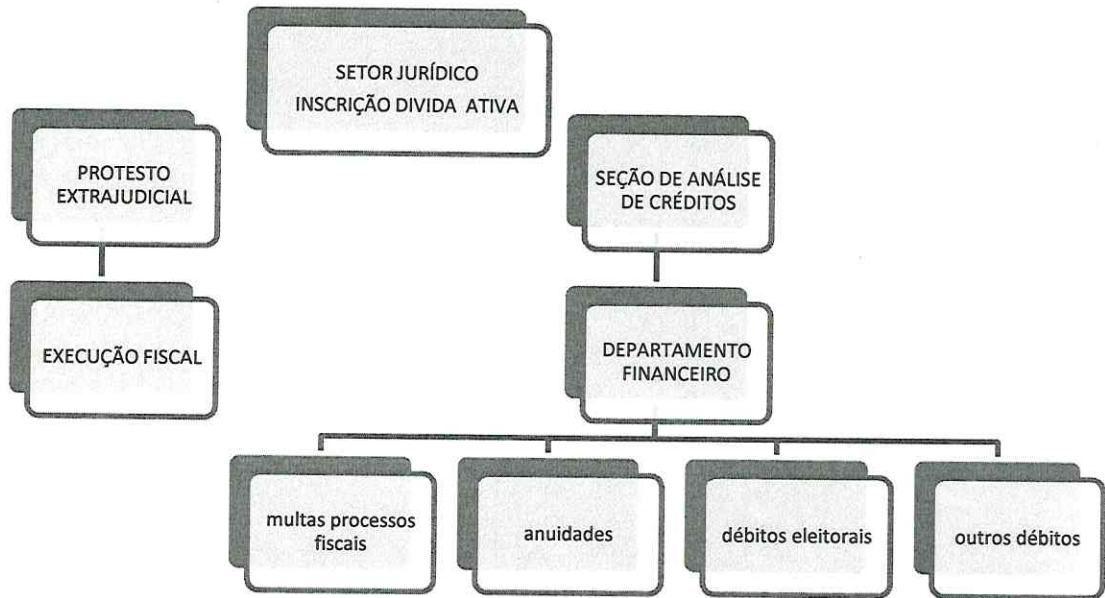 SETOR JURÍDICO
INSCRIÇÃO DIVIDA ATIVA
PROTESTO
EXTRAJUDICIAL
SEÇÃO DE ANÁLISE
DE CRÉDITOS
EXECUÇÃO FISCAL
DEPARTAMENTO
FINANCEIRO
multas processos
fiscais
anuidades
débitos eleitorais
outros débitos